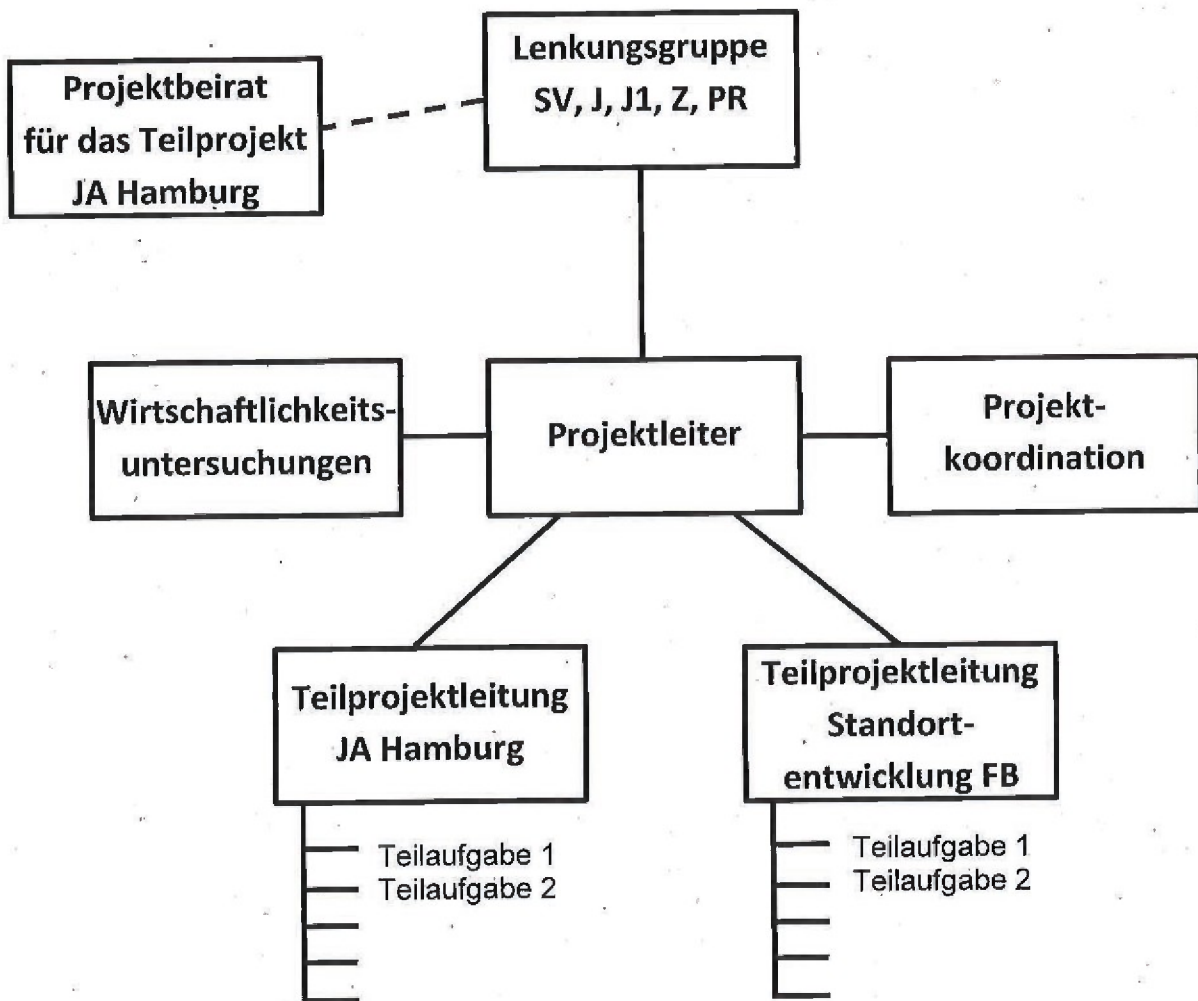 Lenkungsgruppe
SV, J, J1, Z, PR
Projektbeirat
für das Teilprojekt
JA Hamburg
Wirtschaftlichkeits-
untersuchungen
Projektleiter
Projekt-
koordination
Teilprojektleitung
JA Hamburg
Teilaufgabe 1
Teilaufgabe 2
Teilprojektleitung
Standort-
entwicklung FB
Teilaufgabe 1
Teilaufgabe 2